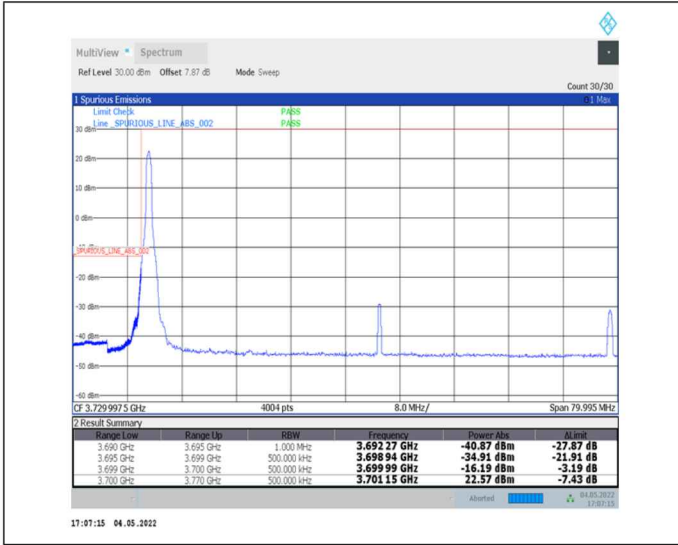 MultiView Spectrum
Ref Level 30.00 dBm Offset 7.87 dB Mode Sweep
Count 30/30
1 Spurious Emissions 1 Max
Limit Check PASS
Line _SPURIOUS_LINE_ABS_002 PASS
30 dBm
20 dBm
10 dBm
0 dBm
_SPURIOUS_LINE_ABS_002
-20 dBm
-30 dBm
-40 dBm
-50 dBm
-60 dBm
CF 3.7299975 GHz 4004 pts 8.0 MHz/ Span 79.995 MHz
2 Result Summary
Range Low Range Up RBW Frequency Power Abs ΔLimit
3.690 GHz 3.695 GHz 1.000 MHz 3.692 27 GHz -40.87 dBm -27.87 dB
3.695 GHz 3.699 GHz 500.000 kHz 3.698 94 GHz -34.91 dBm -21.91 dB
3.699 GHz 3.700 GHz 500.000 kHz 3.699 99 GHz -16.19 dBm -3.19 dB
3.700 GHz 3.770 GHz 500.000 kHz 3.701 15 GHz 22.57 dBm -7.43 dB
Aborted 04.05.2022
17:07:15
17:07:15 04.05.2022